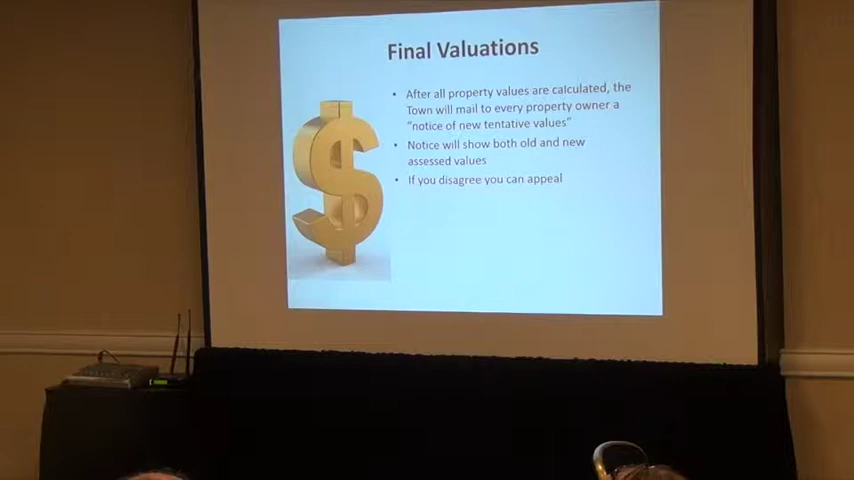 Final Valuations
• After all property values are calculated, the
Town will mail to every property owner a
"notice of new tentative values"
• Notice will show both old and new
assessed values
• If you disagree you can appeal